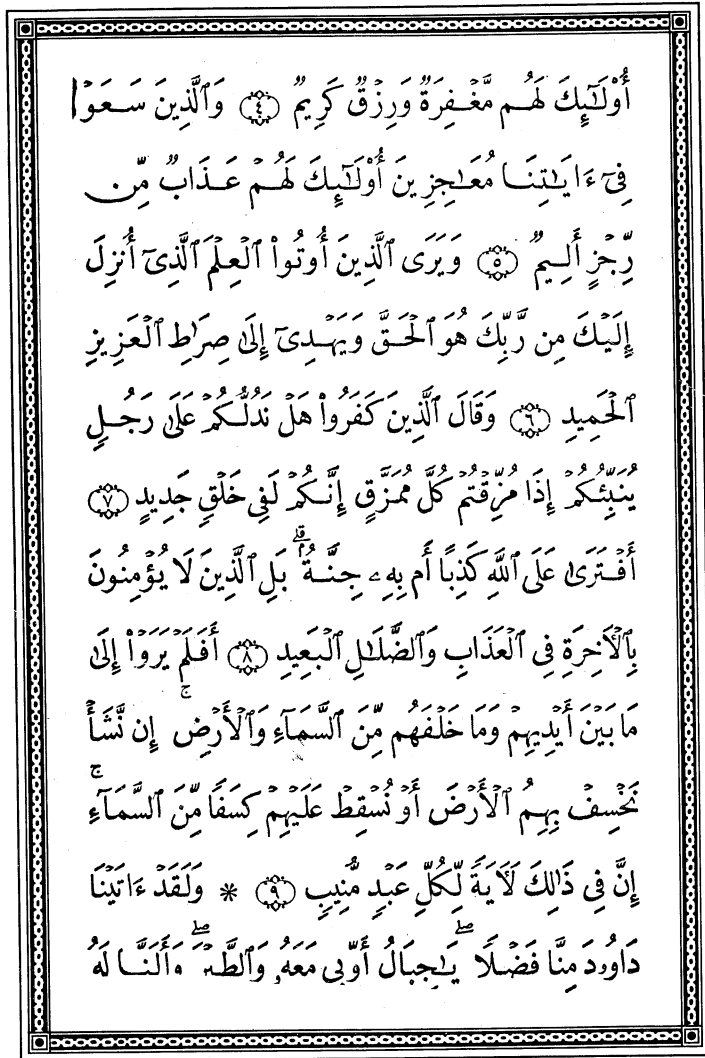 أُوْلَٰٓئِكَ لَهُم مَّغْفِرَةٌ وَرِزْقٌ كَرِيمٌ ۝٤ وَٱلَّذِينَ سَعَوْا
فِىٓ ءَايَٰتِنَا مُعَٰجِزِينَ أُوْلَٰٓئِكَ لَهُمْ عَذَابٌ مِّن
رِّجْزٍ أَلِيمٌ ۝٥ وَيَرَى ٱلَّذِينَ أُوتُوا۟ ٱلْعِلْمَ ٱلَّذِىٓ أُنزِلَ
إِلَيْكَ مِن رَّبِّكَ هُوَ ٱلْحَقَّ وَيَهْدِىٓ إِلَىٰ صِرَٰطِ ٱلْعَزِيزِ
ٱلْحَمِيدِ ۝٦ وَقَالَ ٱلَّذِينَ كَفَرُوا۟ هَلْ نَدُلُّكُمْ عَلَىٰ رَجُلٍ
يُنَبِّئُكُمْ إِذَا مُزِّقْتُمْ كُلَّ مُمَزَّقٍ إِنَّكُمْ لَفِى خَلْقٍ جَدِيدٍ ۝٧
أَفْتَرَىٰ عَلَى ٱللَّهِ كَذِبًا أَم بِهِۦ جِنَّةٌۢ ۗ بَلِ ٱلَّذِينَ لَا يُؤْمِنُونَ
بِٱلْءَاخِرَةِ فِى ٱلْعَذَابِ وَٱلضَّلَٰلِ ٱلْبَعِيدِ ۝٨ أَفَلَمْ يَرَوْا۟ إِلَىٰ
مَا بَيْنَ أَيْدِيهِمْ وَمَا خَلْفَهُم مِّنَ ٱلسَّمَآءِ وَٱلْأَرْضِ ۚ إِن نَّشَأْ
نَخْسِفْ بِهِمُ ٱلْأَرْضَ أَوْ نُسْقِطْ عَلَيْهِمْ كِسَفًا مِّنَ ٱلسَّمَآءِ ۚ
إِنَّ فِى ذَٰلِكَ لَءَايَةً لِّكُلِّ عَبْدٍ مُّنِيبٍ ۝٩ * وَلَقَدْ ءَاتَيْنَا
دَاوُۥدَ مِنَّا فَضْلًا ۖ يَٰجِبَالُ أَوِّبِى مَعَهُۥ وَٱلطَّيْرَ ۖ وَأَلَنَّا لَهُ